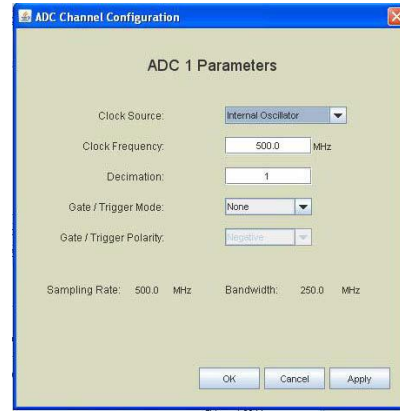 ADC Channel Configuration
ADC 1 Parameters
Clock Source: Internal Oscillator
Clock Frequency: 500.0 MHz
Decimation: 1
Gate / Trigger Mode: None
Gate / Trigger Polarity: Negative
Sampling Rate: 500.0 MHz Bandwidth: 250.0 MHz
OK Cancel Apply